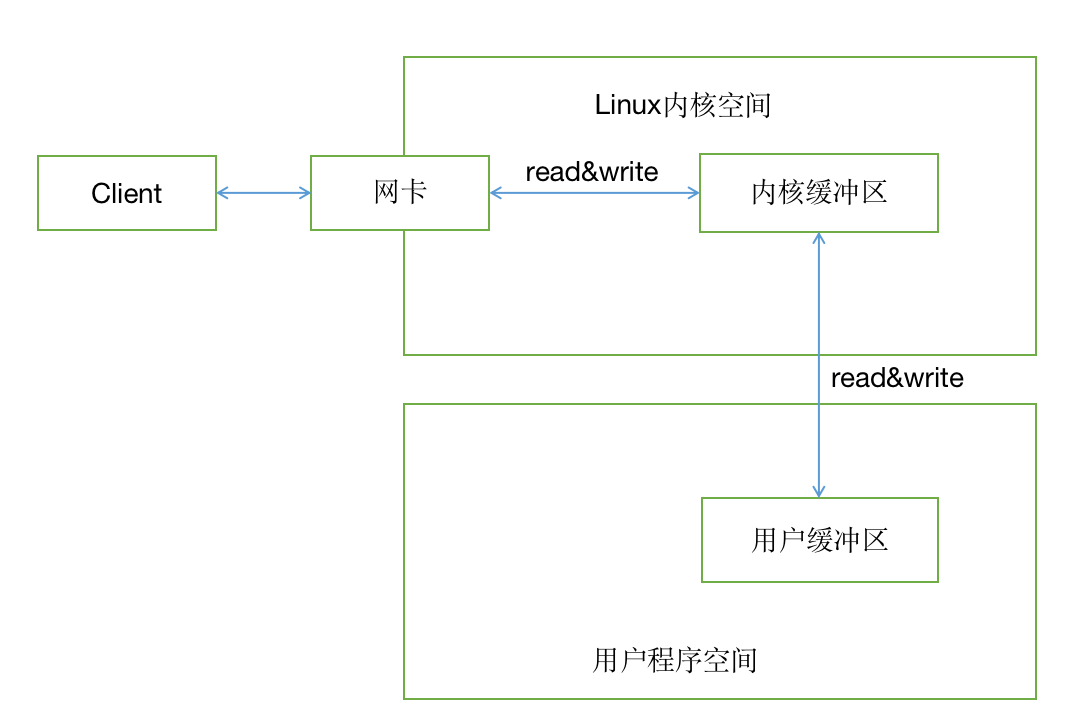 Linux内核空间
Client
网卡
read&write
内核缓冲区
read&write
用户缓冲区
用户程序空间